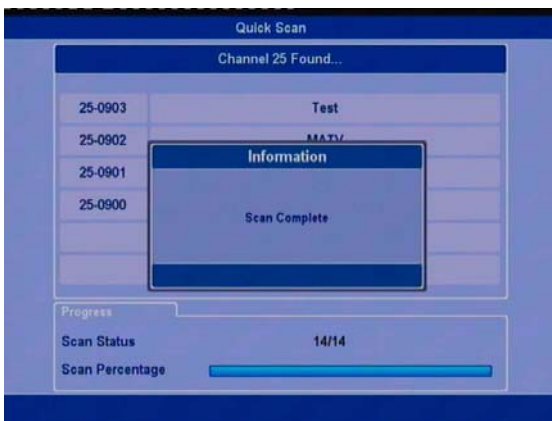 Quick Scan
Channel 25 Found...
25-0903 Test
25-0902 MATV
25-0901
25-0900
Information
Scan Complete
Progress
Scan Status 14/14
Scan Percentage